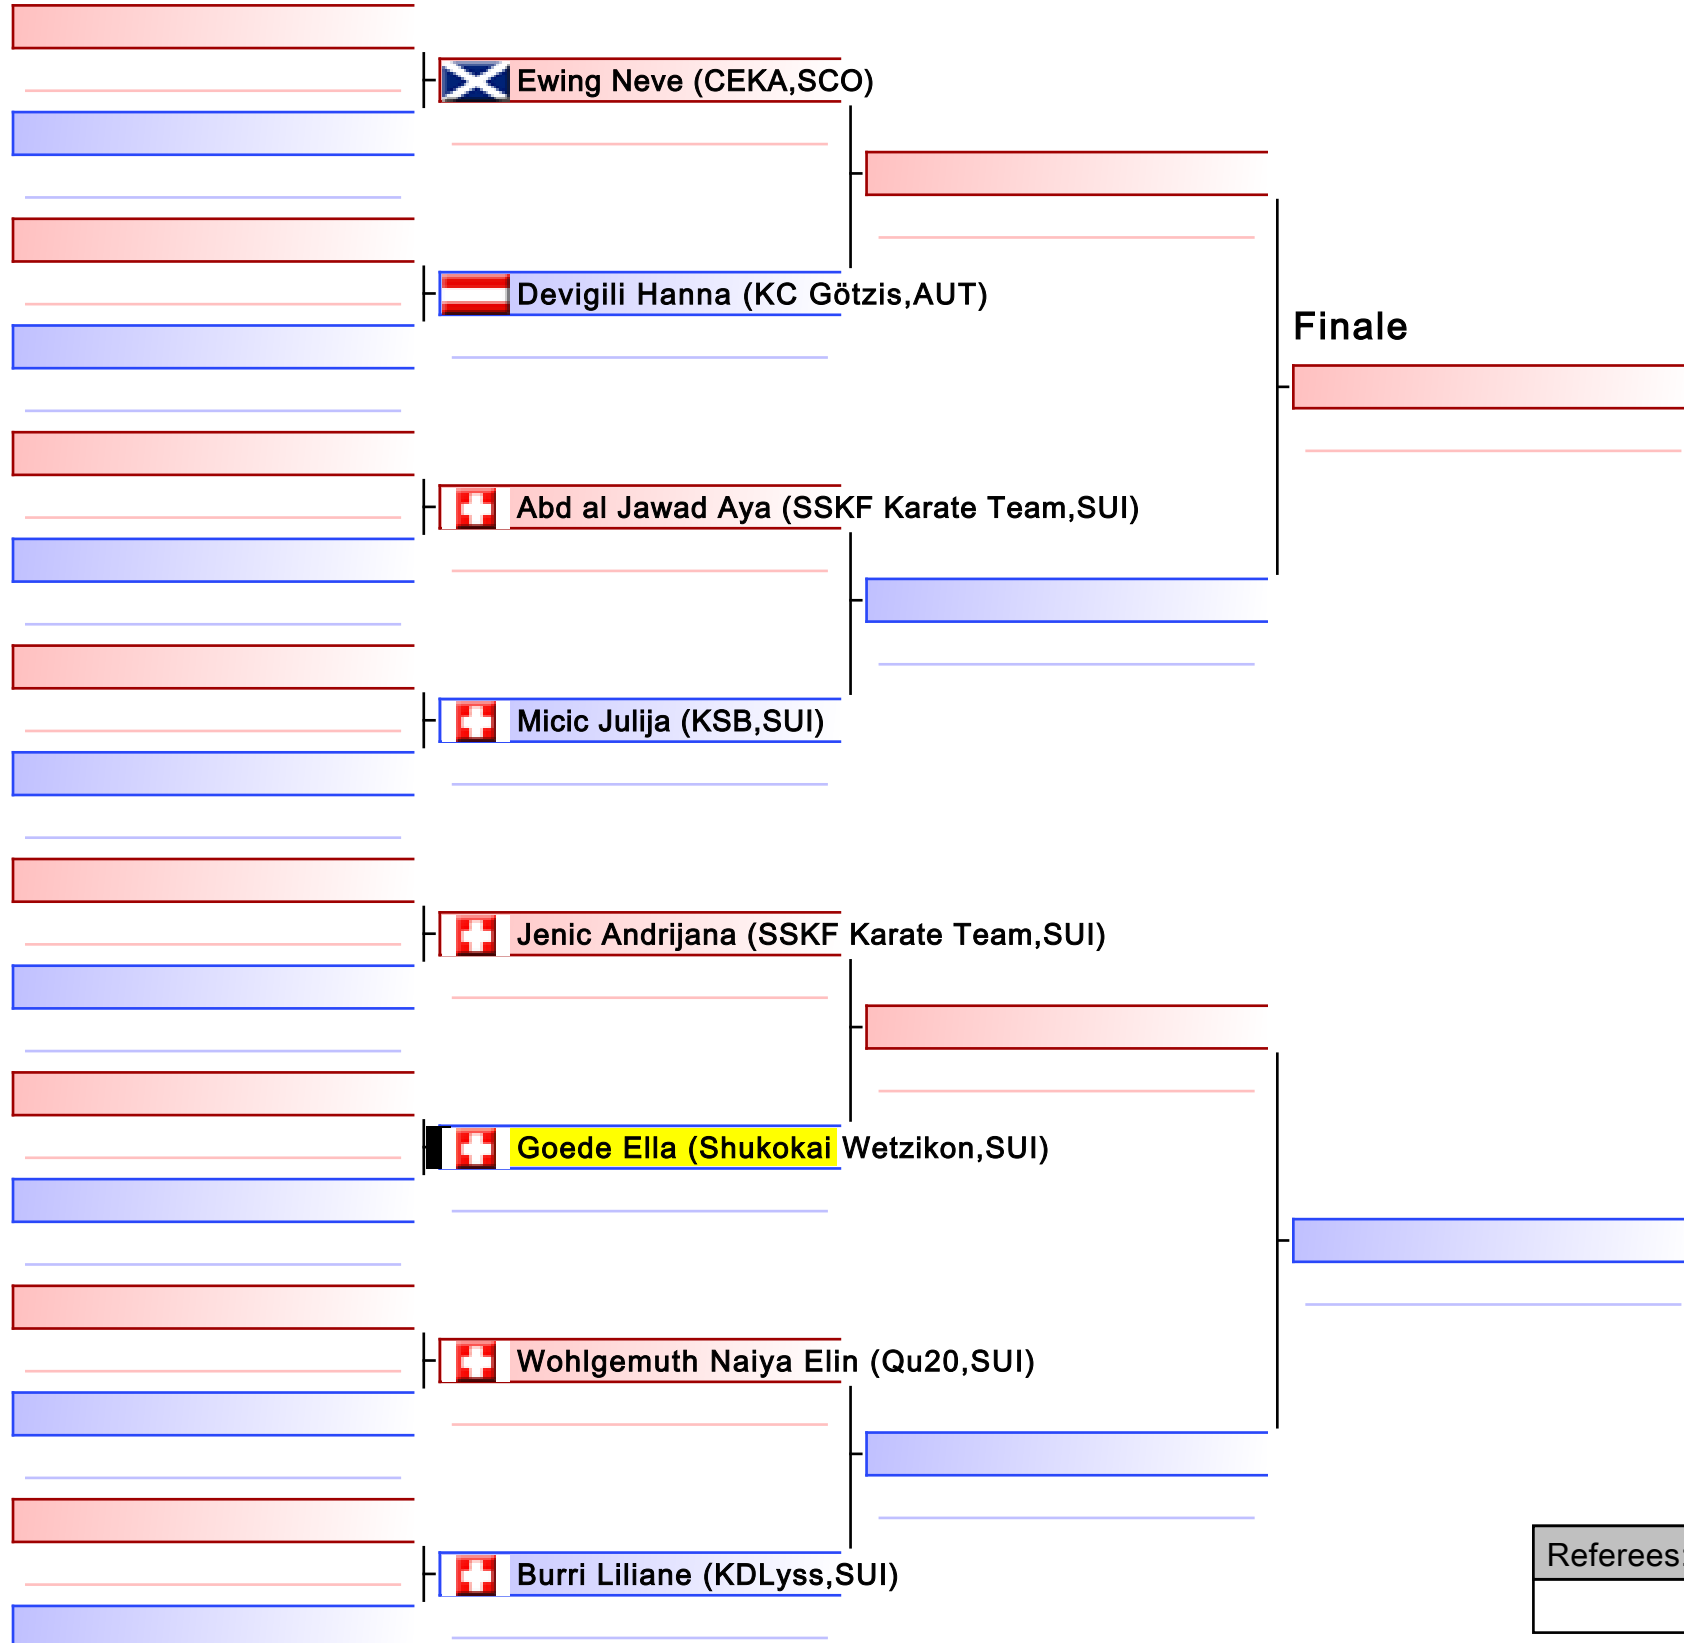 Ewing Neve (CEKA,SCO)
Devigili Hanna (KC Götzis,AUT)
Finale
Abd al Jawad Aya (SSKF Karate Team,SUI)
Micic Julija (KSB,SUI)
Jenic Andrijana (SSKF Karate Team,SUI)
Goede Ella (Shukokai Wetzikon,SUI)
Wohlgemuth Naiya Elin (Qu20,SUI)
Referees:
Burri Liliane (KDLyss,SUI)